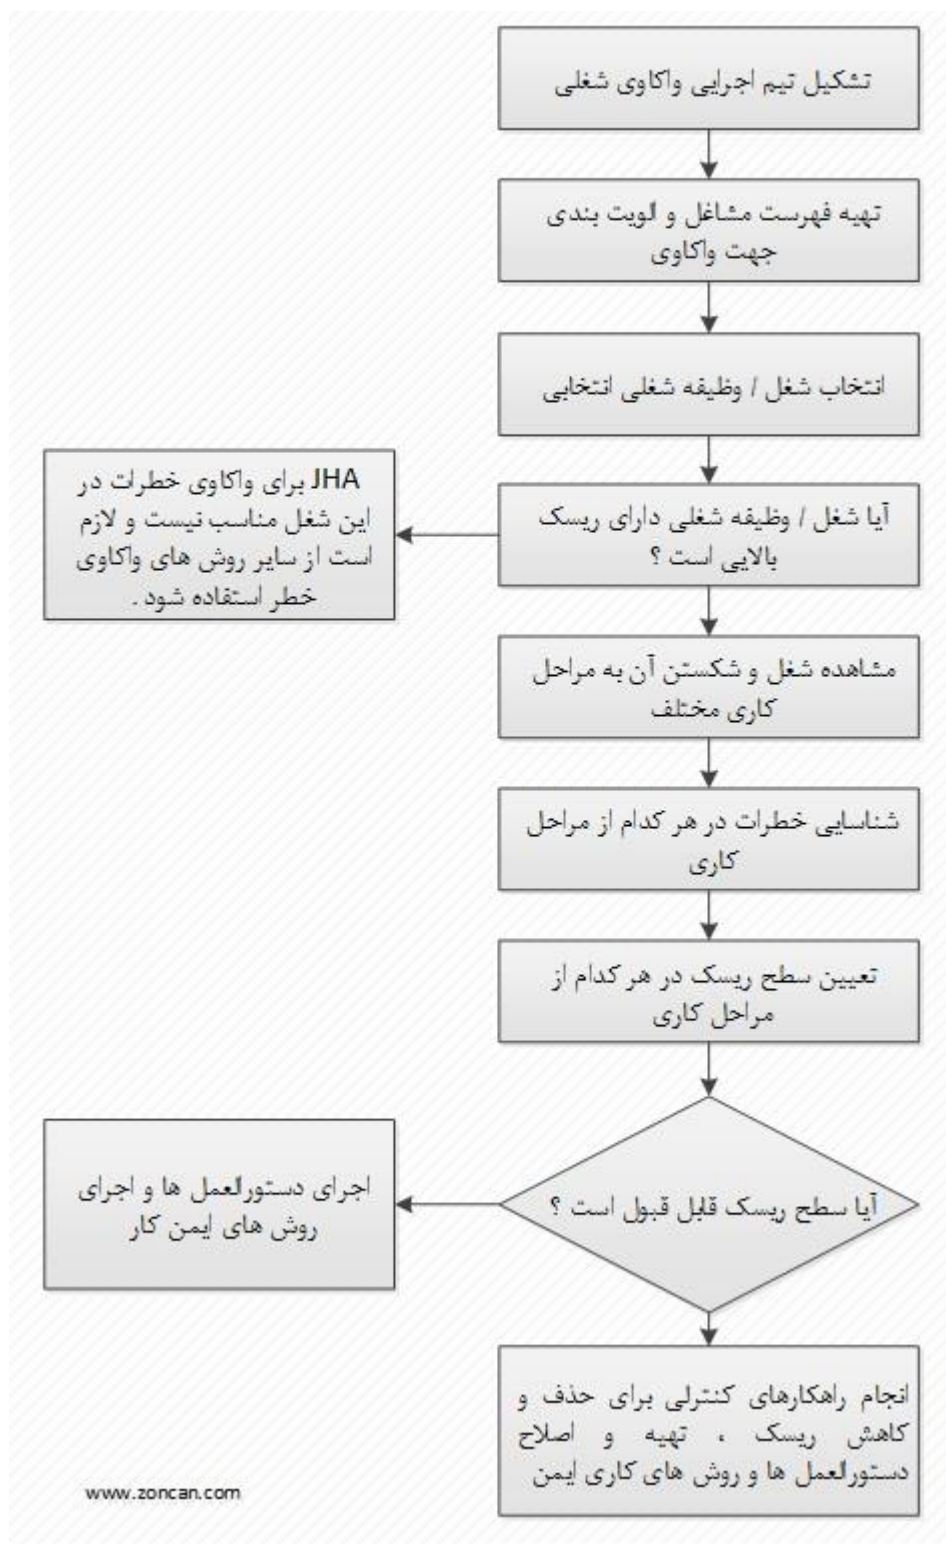 تشکیل تیم اجرایی واکاوی شغلی
تهیه فهرست مشاغل و الویت بندی
جهت واکاوی
انتخاب شغل / وظیفه شغلی انتخابی
آیا شغل / وظیفه شغلی دارای ریسک
بالایی است ؟
JHA برای واکاوی خطرات در
این شغل مناسب نیست و لازم
است از سایر روش های واکاوی
خطر استفاده شود .
مشاهده شغل و شکستن آن به مراحل
کاری مختلف
شناسایی خطرات در هر کدام از مراحل
کاری
تعیین سطح ریسک در هر کدام از
مراحل کاری
آیا سطح ریسک قابل قبول است ؟
اجرای دستورالعمل ها و اجرای
روش های ایمن کار
انجام راهکارهای کنترلی برای حذف و
کاهش ریسک ، تهیه و اصلاح
دستورالعمل ها و روش های کاری ایمن
www.zoncan.com